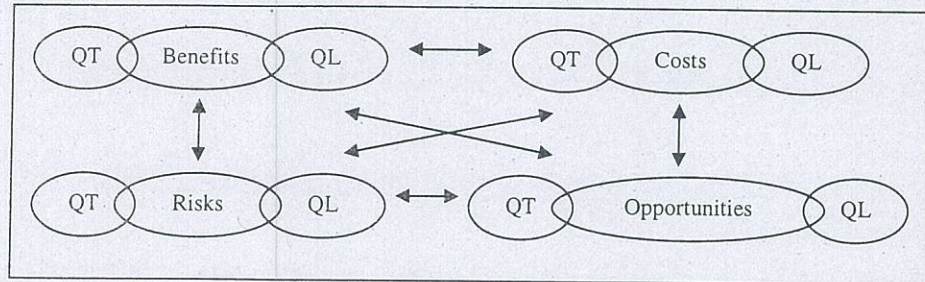 QT Benefits QL QT Costs QL
QT Risks QL QT Opportunities QL